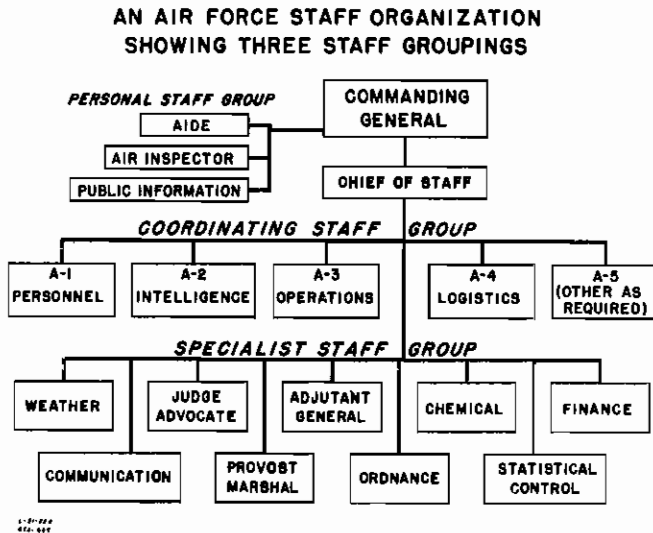 AN AIR FORCE STAFF ORGANIZATION
SHOWING THREE STAFF GROUPINGS
PERSONAL STAFF GROUP
COMMANDING
GENERAL
AIDE
AIR INSPECTOR
PUBLIC INFORMATION
CHIEF OF STAFF
COORDINATING STAFF GROUP
A-1
PERSONNEL
A-2
INTELLIGENCE
A-3
OPERATIONS
A-4
LOGISTICS
A-5
(OTHER AS
REQUIRED)
SPECIALIST STAFF GROUP
WEATHER
JUDGE
ADVOCATE
ADJUTANT
GENERAL
CHEMICAL
FINANCE
COMMUNICATION
PROVOST
MARSHAL
ORDNANCE
STATISTICAL
CONTROL